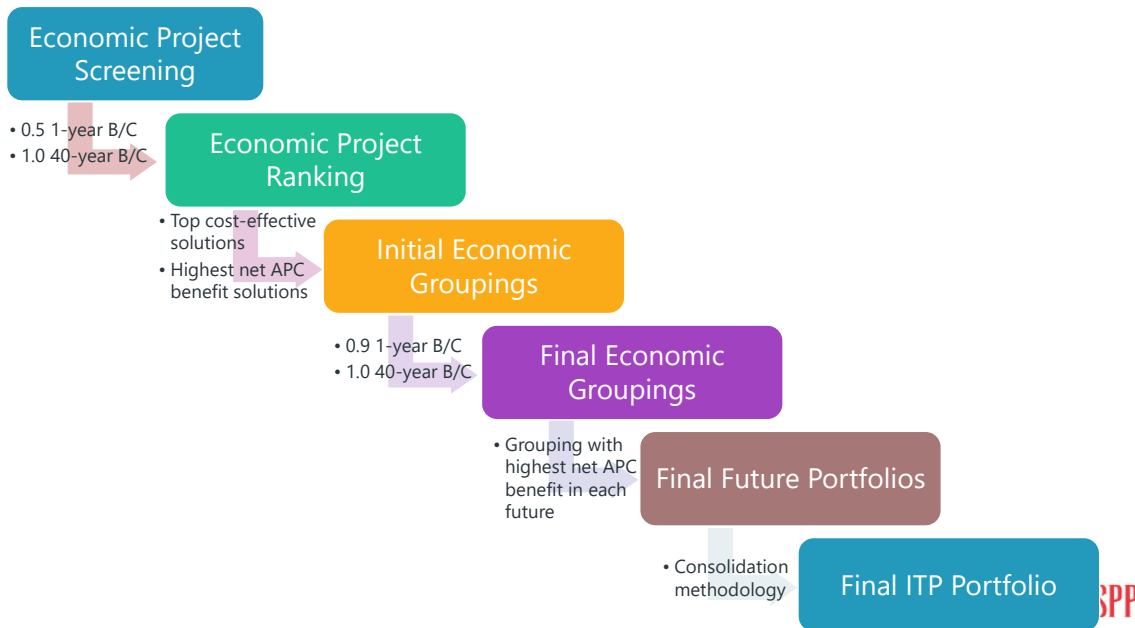 Economic Project
Screening
• 0.5 1-year B/C
• 1.0 40-year B/C
Economic Project
Ranking
• Top cost-effective
solutions
• Highest net APC
benefit solutions
Initial Economic
Groupings
• 0.9 1-year B/C
• 1.0 40-year B/C
Final Economic
Groupings
• Grouping with
highest net APC
benefit in each
future
Final Future Portfolios
• Consolidation
methodology
Final ITP Portfolio
SPP